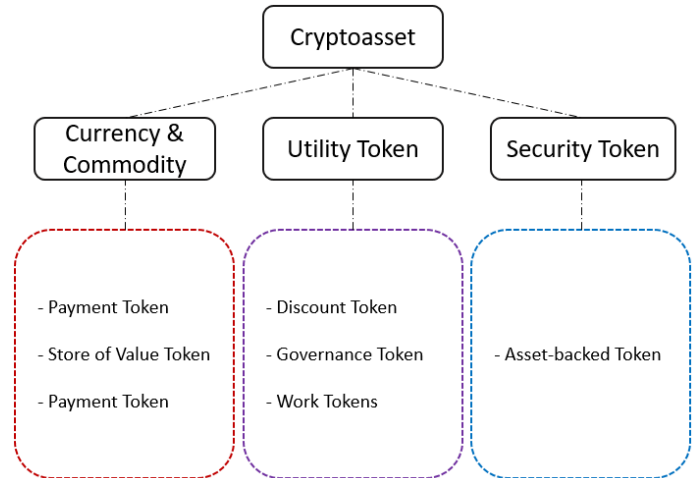 Cryptoasset
Currency &
Commodity
Utility Token
Security Token
- Payment Token
- Store of Value Token
- Payment Token
- Discount Token
- Governance Token
- Work Tokens
- Asset-backed Token